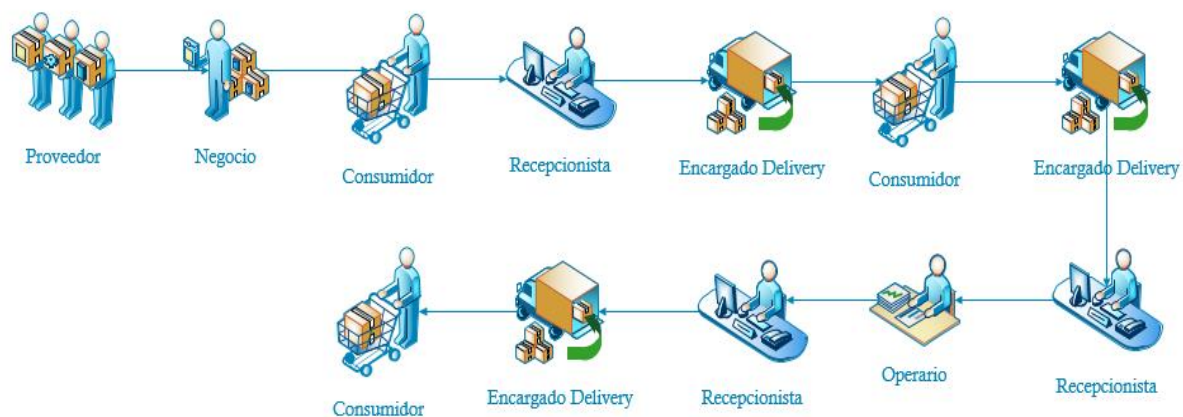 Proveedor
Negocio
Consumidor
Recepcionista
Encargado Delivery
Consumidor
Encargado Delivery
Consumidor
Encargado Delivery
Recepcionista
Operario
Recepcionista